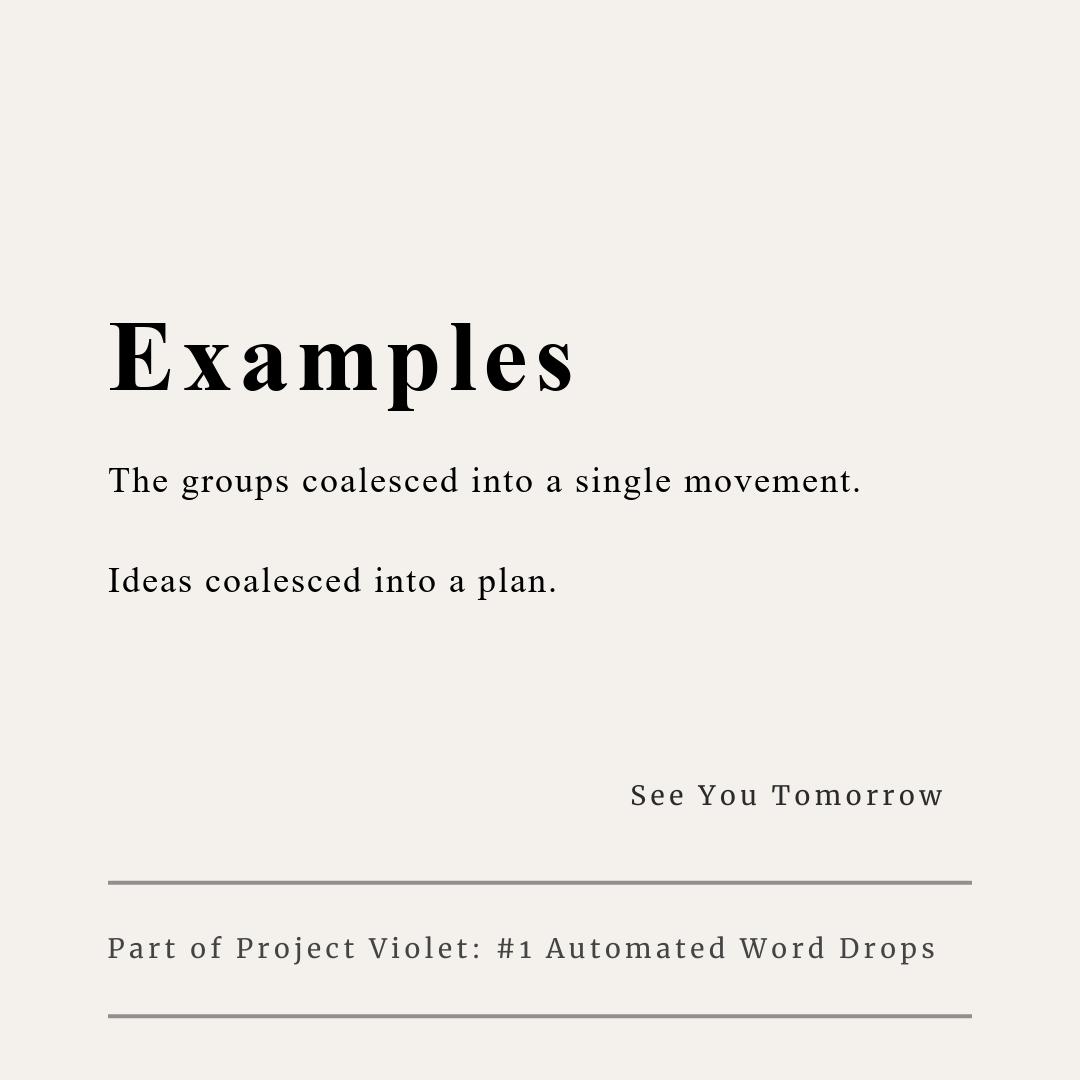 Examples
The groups coalesced into a single movement.
Ideas coalesced into a plan.
See You Tomorrow
Part of Project Violet: #1 Automated Word Drops